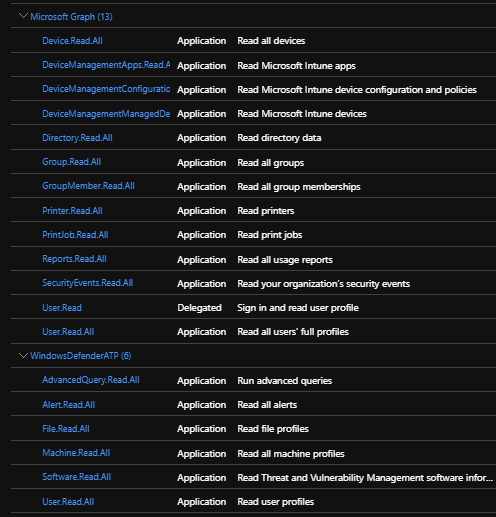 Microsoft Graph (13)
Device.Read.All Application Read all devices
DeviceManagementApps.Read.A Application Read Microsoft Intune apps
DeviceManagementConfiguratio Application Read Microsoft Intune device configuration and policies
DeviceManagementManagedDe Application Read Microsoft Intune devices
Directory.Read.All Application Read directory data
Group.Read.All Application Read all groups
GroupMember.Read.All Application Read all group memberships
Printer.Read.All Application Read printers
PrintJob.Read.All Application Read print jobs
Reports.Read.All Application Read all usage reports
SecurityEvents.Read.All Application Read your organization's security events
User.Read Delegated Sign in and read user profile
User.Read.All Application Read all users' full profiles
WindowsDefenderATP (6)
AdvancedQuery.Read.All Application Run advanced queries
Alert.Read.All Application Read all alerts
File.Read.All Application Read file profiles
Machine.Read.All Application Read all machine profiles
Software.Read.All Application Read Threat and Vulnerability Management software infor...
User.Read.All Application Read user profiles